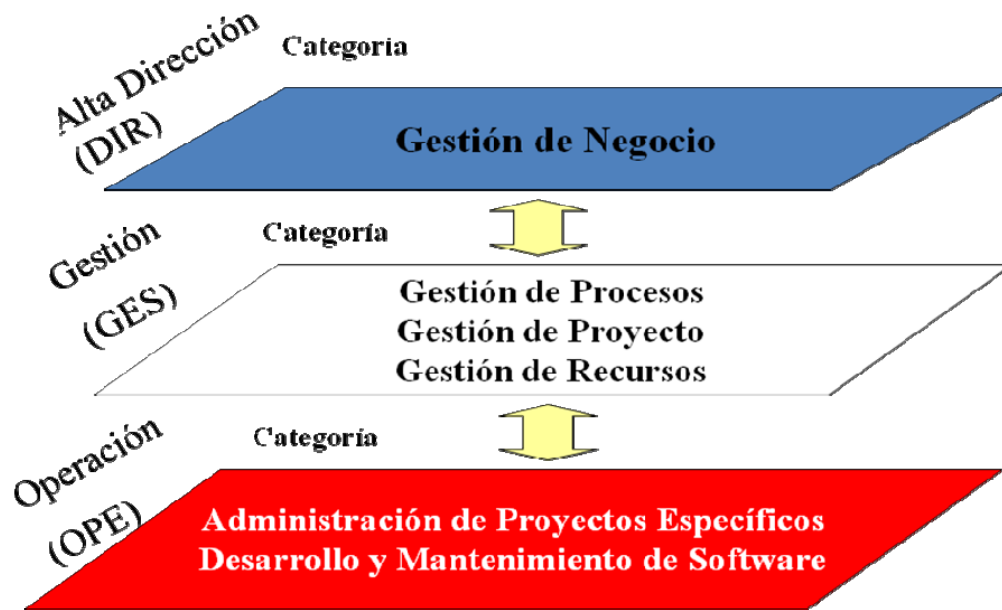 Categoría
Alta Dirección
(DIR)
Gestión de Negocio
Categoría
Gestión
(GES)
Gestión de Procesos
Gestión de Proyecto
Gestión de Recursos
Categoría
Operación
(OPE)
Administración de Proyectos Específicos
Desarrollo y Mantenimiento de Software